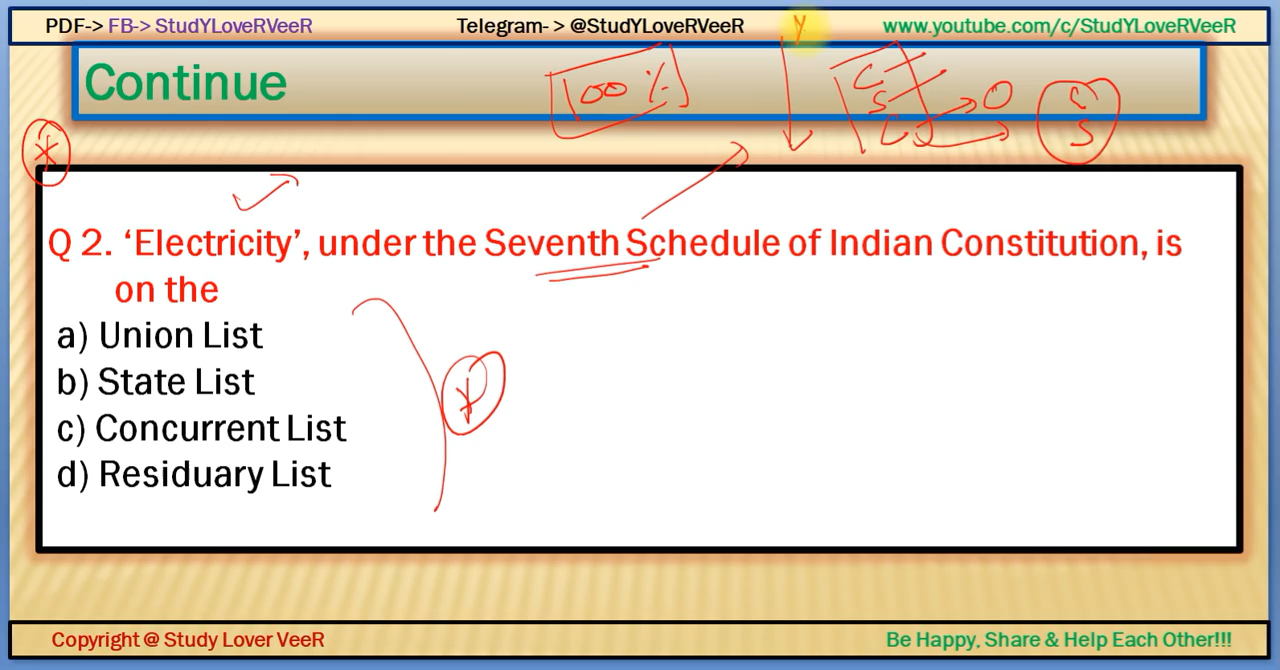 PDF-> FB-> StudYLoveRVeeR Telegram- > @StudYLoveRVeeR www.youtube.com/c/StudYLoveRVeeR
Continue
100 %
C
S
C
O
C
S
Q 2. ‘Electricity’, under the Seventh Schedule of Indian Constitution, is
on the
a) Union List
b) State List
c) Concurrent List
d) Residuary List
Copyright @ Study Lover VeeR Be Happy, Share & Help Each Other!!!